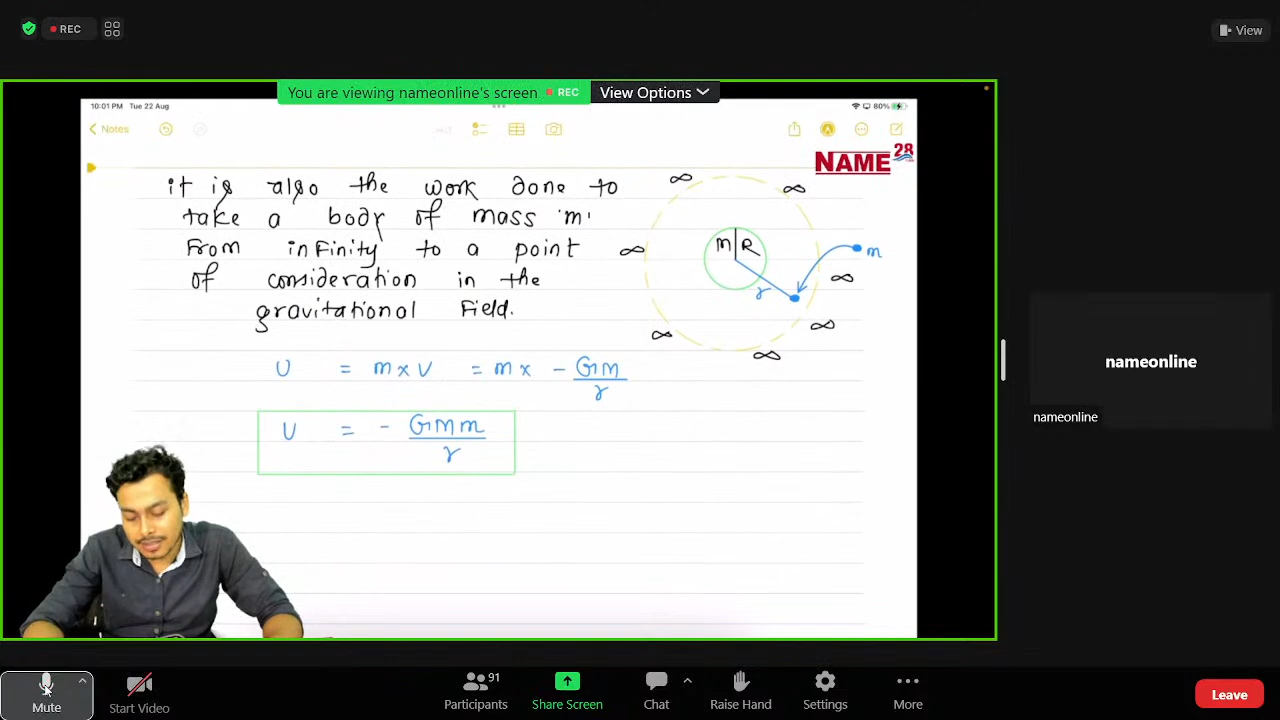 REC
View
You are viewing nameonline's screen REC View Options
10:01 PM Tue 22 Aug
80%
Notes
NAME 28
it is also the work done to
take a body of mass 'm'
From inFinity to a point
of consideration in the
gravitational Field.
∞ ∞
∞ M R m
r ∞
∞ ∞
∞
U = m x V = m x - GM
r
U = - GMm
r
nameonline
nameonline
Mute
Start Video
91
Participants
Share Screen
Chat
Raise Hand
Settings
More
Leave